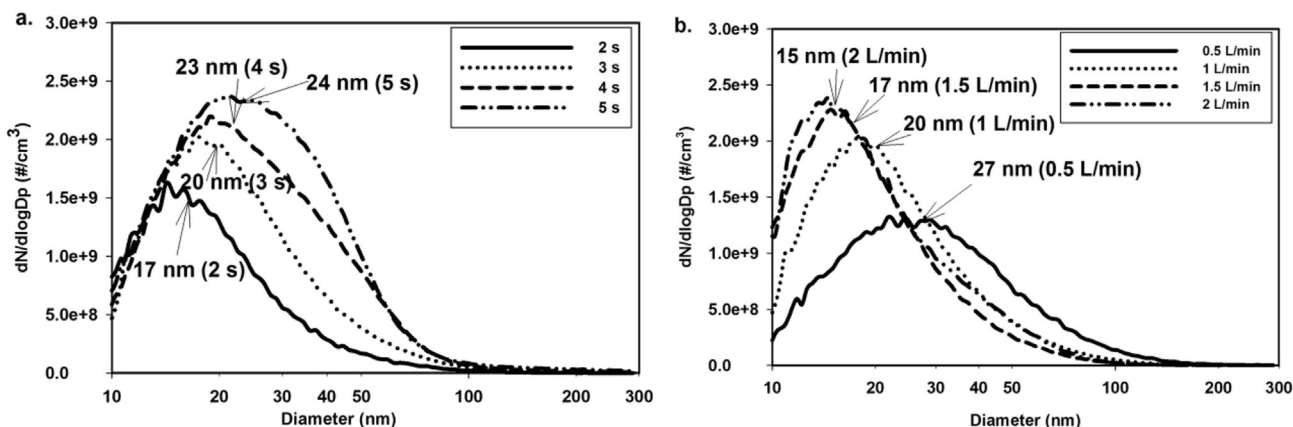 a.
3.0e+9
2.5e+9
2.0e+9
1.5e+9
1.0e+9
5.0e+8
0.0
dN/dlogDp (#/cm³)
23 nm (4 s)
24 nm (5 s)
20 nm (3 s)
17 nm (2 s)
2 s
3 s
4 s
5 s
10 20 30 40 50 100 200 300
Diameter (nm)
b.
3.0e+9
2.5e+9
2.0e+9
1.5e+9
1.0e+9
5.0e+8
0.0
dN/dlogDp (#/cm³)
15 nm (2 L/min)
17 nm (1.5 L/min)
20 nm (1 L/min)
27 nm (0.5 L/min)
0.5 L/min
1 L/min
1.5 L/min
2 L/min
10 20 30 50 100 200 300
Diameter (nm)